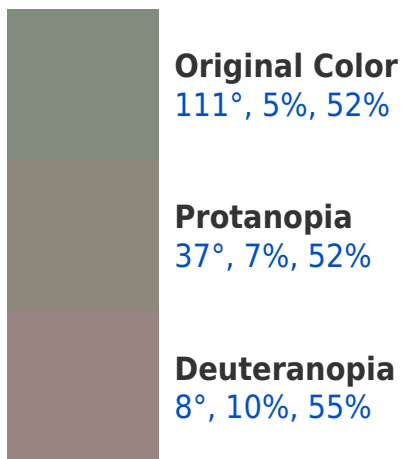 Original Color
111°, 5%, 52%
Protanopia
37°, 7%, 52%
Deuteranopia
8°, 10%, 55%